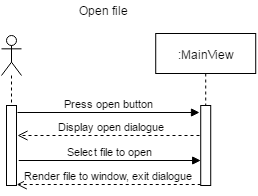 Open file
:MainView
Press open button
Display open dialogue
Select file to open
Render file to window, exit dialogue